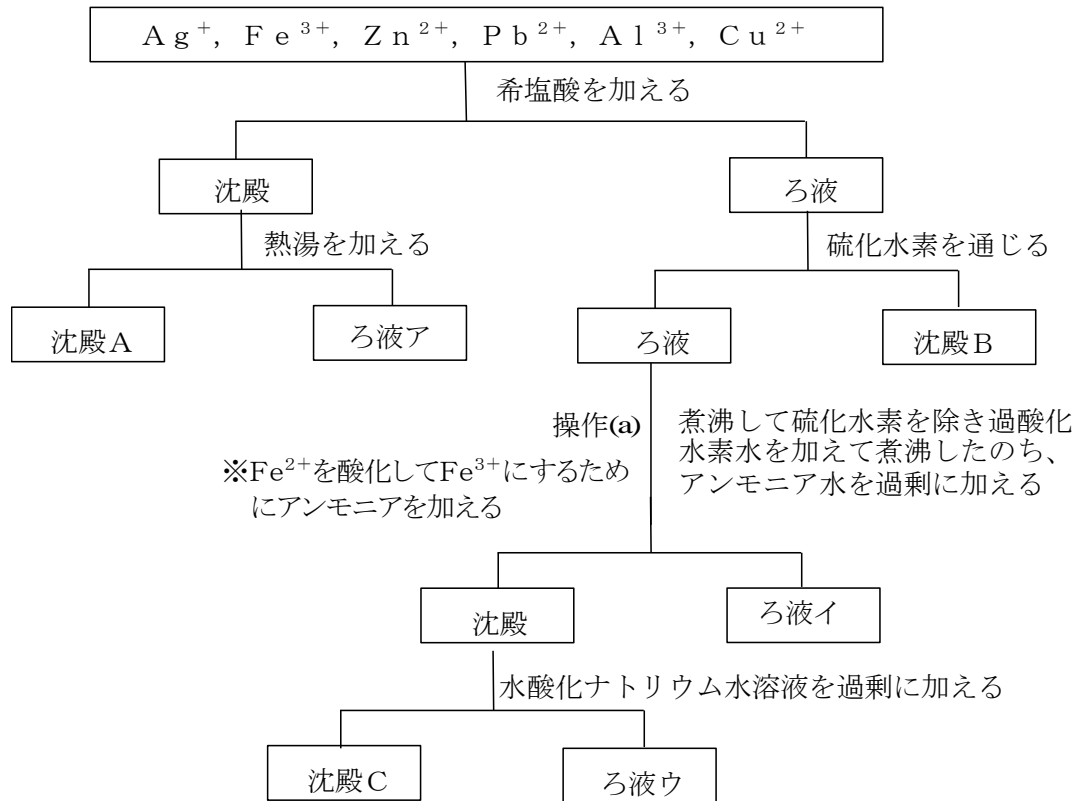 Ａｇ⁺，Ｆｅ³⁺，Ｚｎ²⁺，Ｐｂ²⁺，Ａｌ³⁺，Ｃｕ²⁺
希塩酸を加える
沈殿
ろ液
熱湯を加える
硫化水素を通じる
沈殿Ａ
ろ液ア
ろ液
沈殿Ｂ
操作(a)
煮沸して硫化水素を除き過酸化
水素水を加えて煮沸したのち、
アンモニア水を過剰に加える
※Fe²⁺を酸化してFe³⁺にするため
にアンモニアを加える
沈殿
ろ液イ
水酸化ナトリウム水溶液を過剰に加える
沈殿Ｃ
ろ液ウ